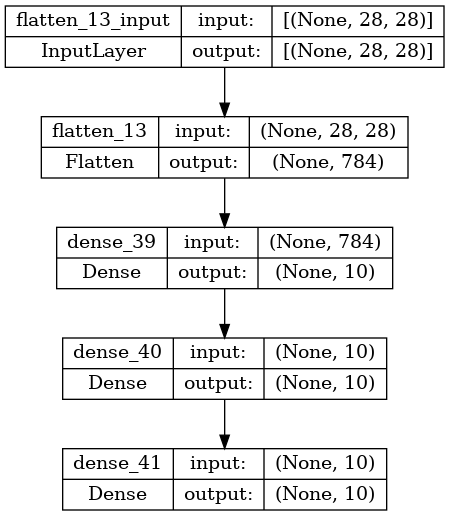 flatten_13_input input: [(None, 28, 28)]
InputLayer output: [(None, 28, 28)]
flatten_13 input: (None, 28, 28)
Flatten output: (None, 784)
dense_39 input: (None, 784)
Dense output: (None, 10)
dense_40 input: (None, 10)
Dense output: (None, 10)
dense_41 input: (None, 10)
Dense output: (None, 10)